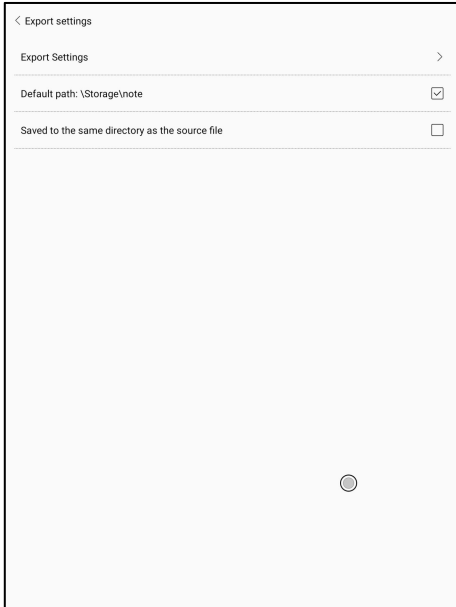 Export settings
Export Settings
Default path: \Storage\note
Saved to the same directory as the source file